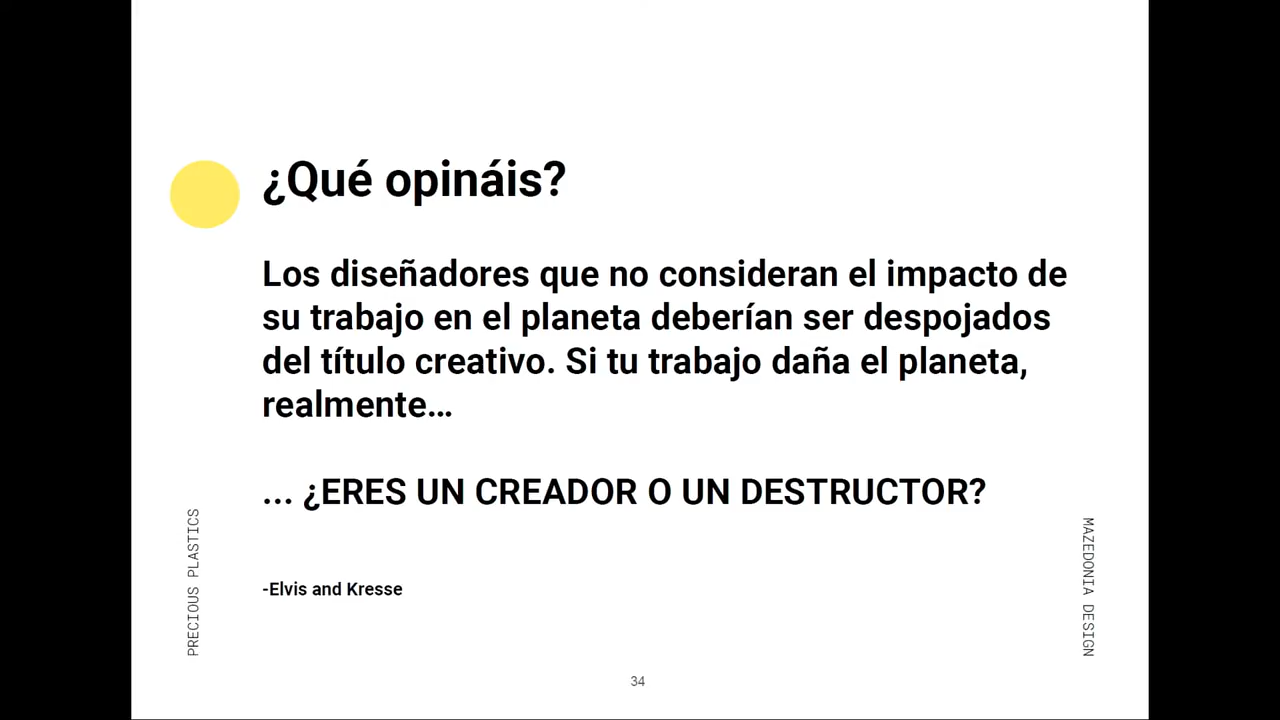 ¿Qué opináis?
Los diseñadores que no consideran el impacto de
su trabajo en el planeta deberían ser despojados
del título creativo. Si tu trabajo daña el planeta,
realmente…
... ¿ERES UN CREADOR O UN DESTRUCTOR?
-Elvis and Kresse
PRECIOUS PLASTICS
MAZEDONIA DESIGN
34